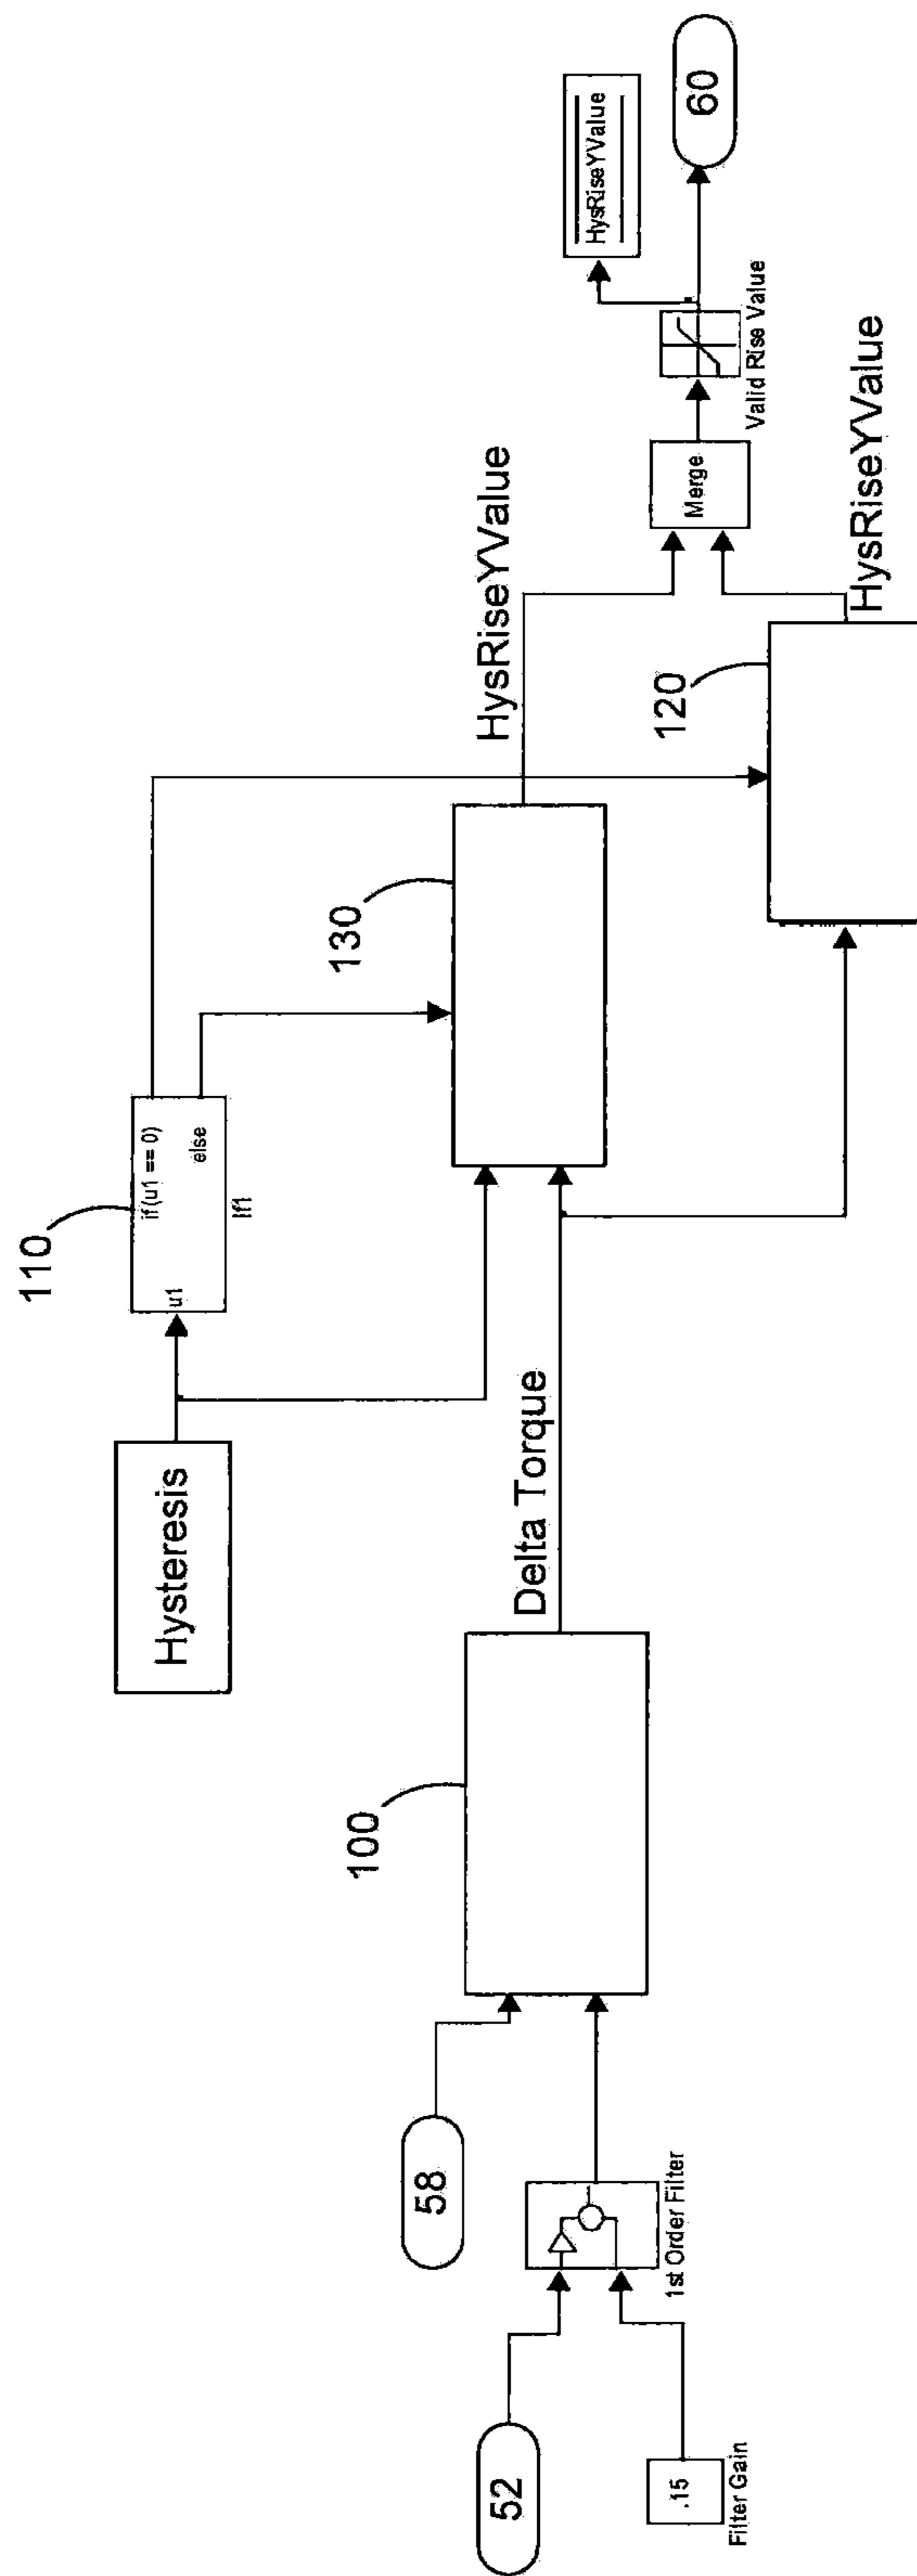 110
Hysteresis
u1
if(u1 == 0)
else
If1
58
52
.15
Filter Gain
1st Order Filter
100
Delta Torque
130
HysRiseYValue
120
HysRiseYValue
Merge
Valid Rise Value
HysRiseYValue
60